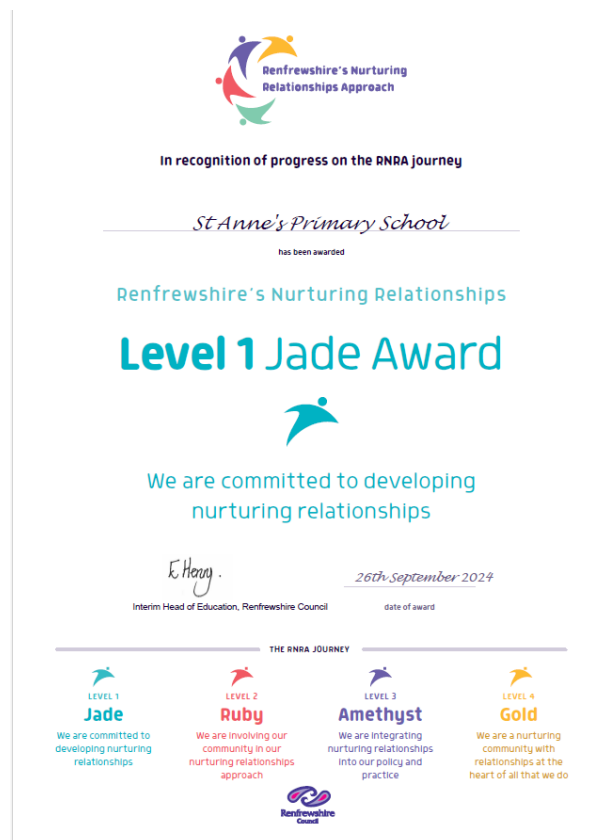 Renfrewshire's Nurturing
Relationships Approach
In recognition of progress on the RNRA journey
St Anne's Primary School
has been awarded
Renfrewshire's Nurturing Relationships
Level 1 Jade Award
We are committed to developing
nurturing relationships
E Henry.
26th September 2024
Interim Head of Education, Renfrewshire Council
date of award
THE RNRA JOURNEY
LEVEL 1
Jade
We are committed to
developing nurturing
relationships
LEVEL 2
Ruby
We are involving our
community in our
nurturing relationships
approach
LEVEL 3
Amethyst
We are integrating
nurturing relationships
into our policy and
practice
LEVEL 4
Gold
We are a nurturing
community with
relationships at the
heart of all that we do
Renfrewshire
Council